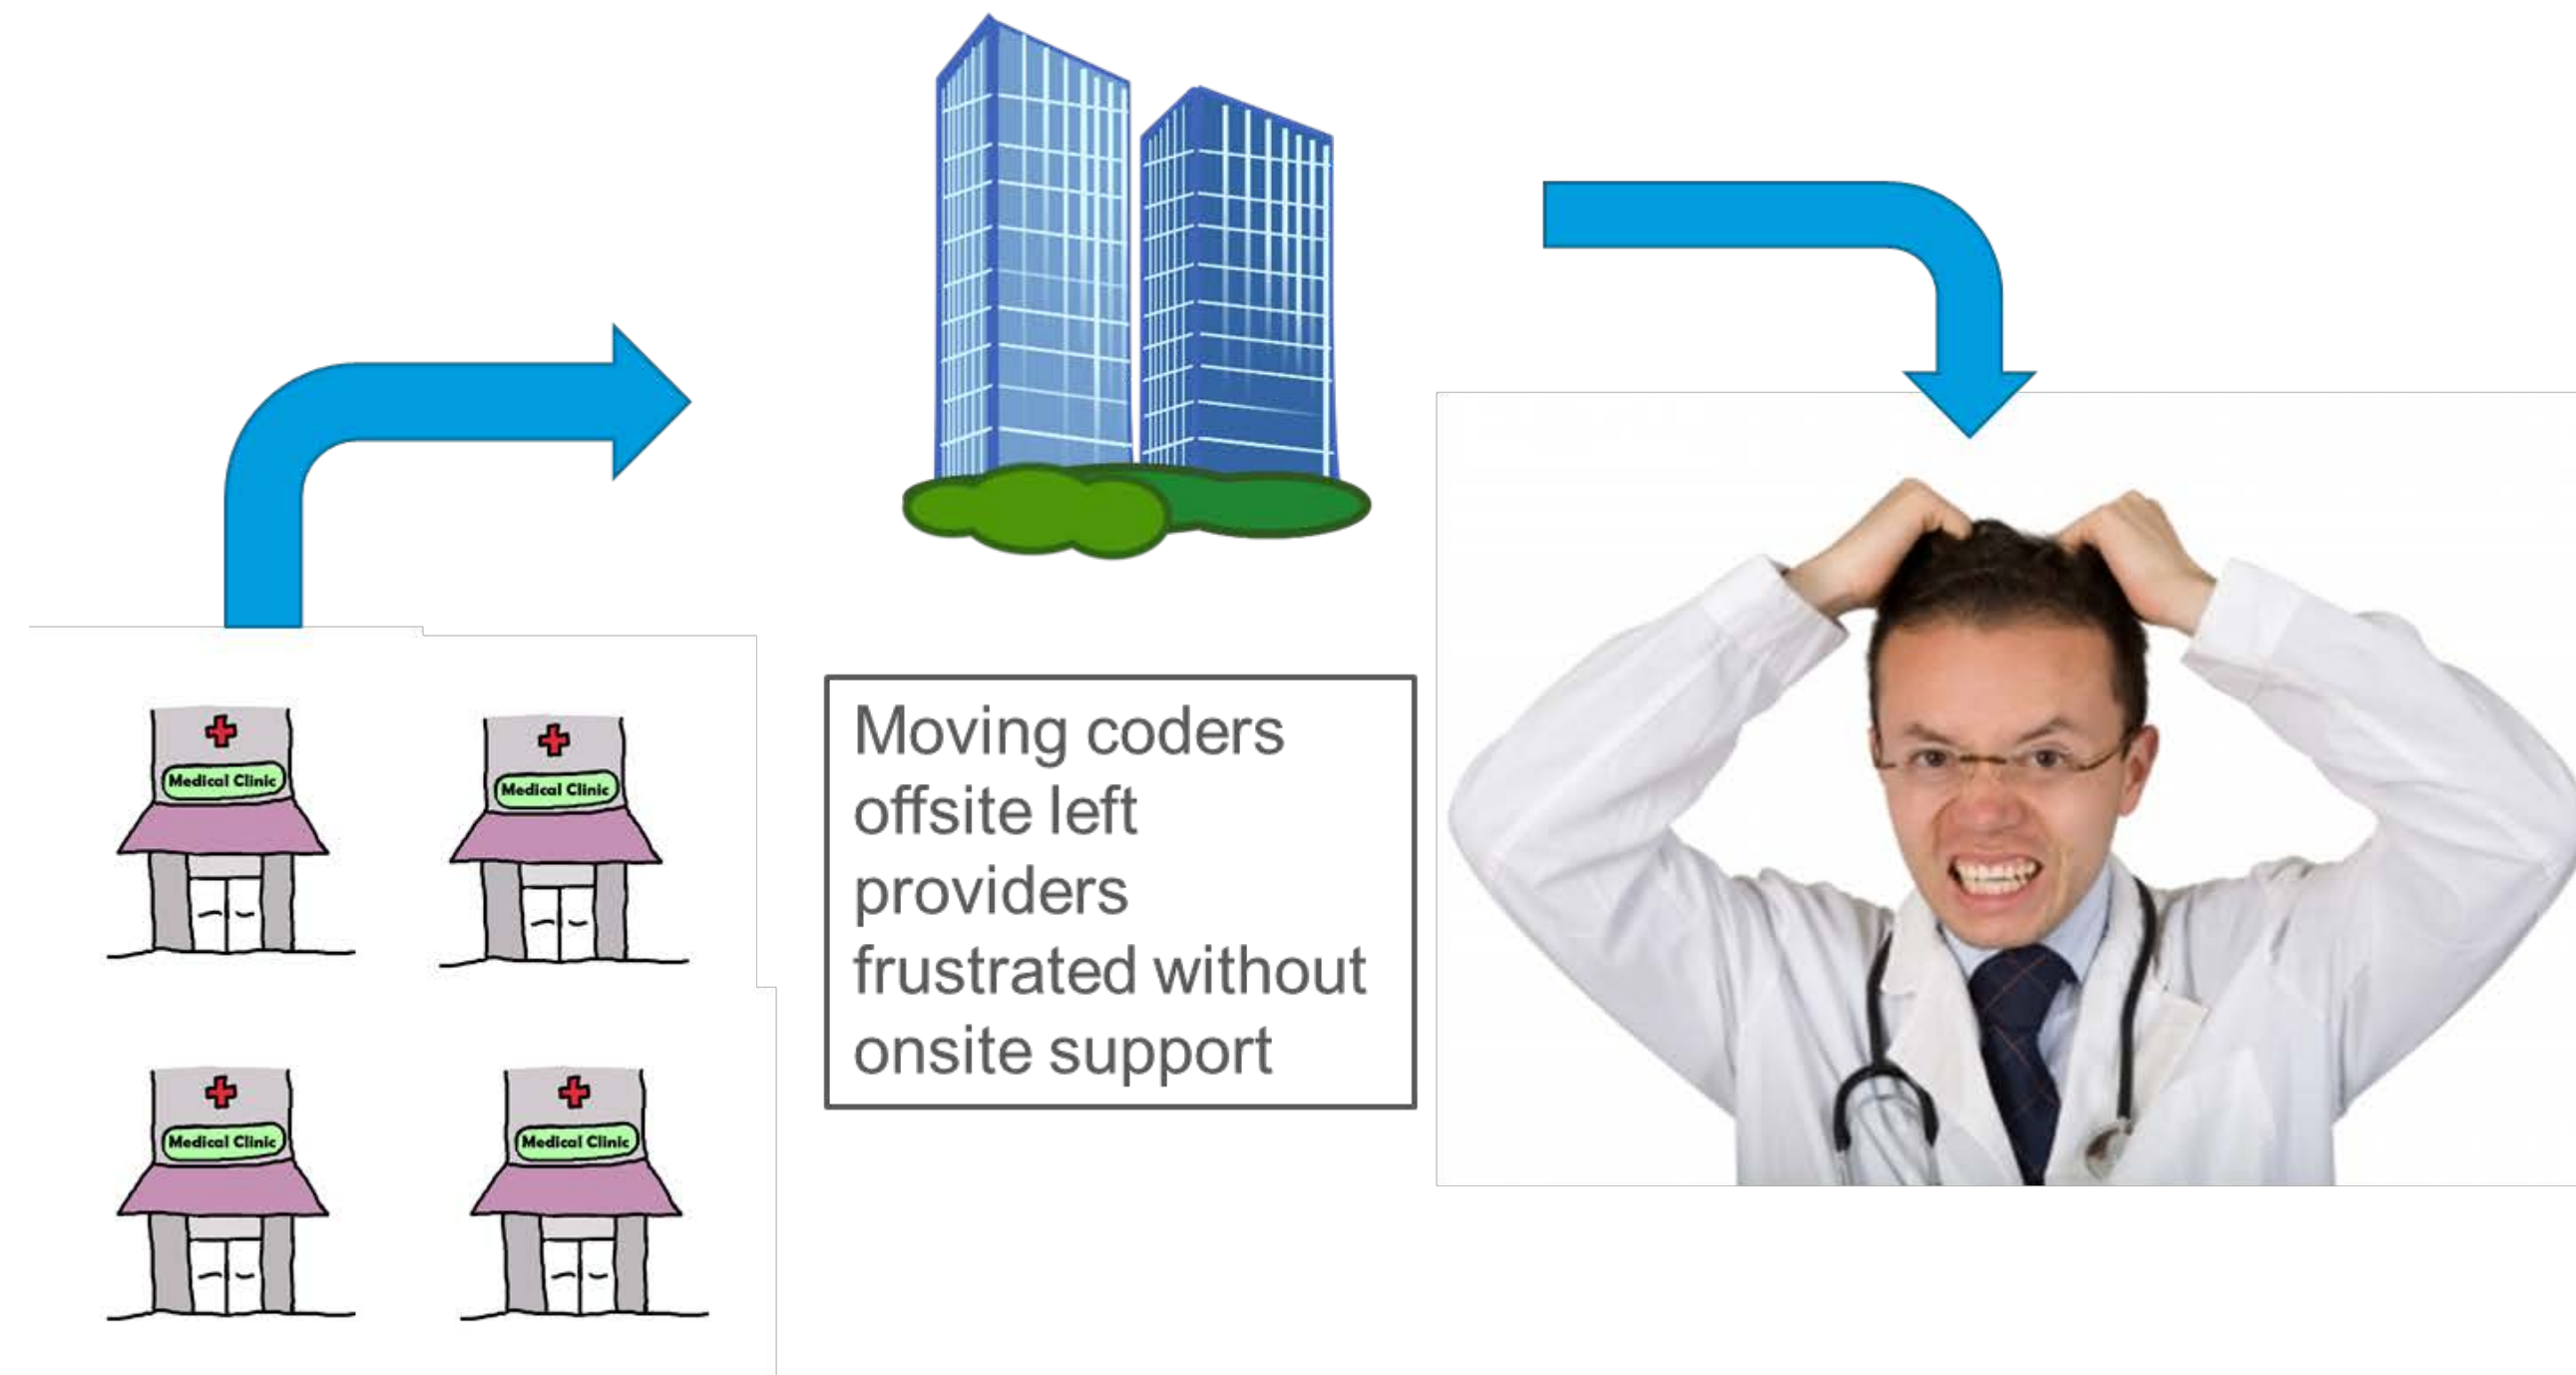 Medical Clinic
Medical Clinic
Medical Clinic
Medical Clinic
Moving coders
offsite left
providers
frustrated without
onsite support